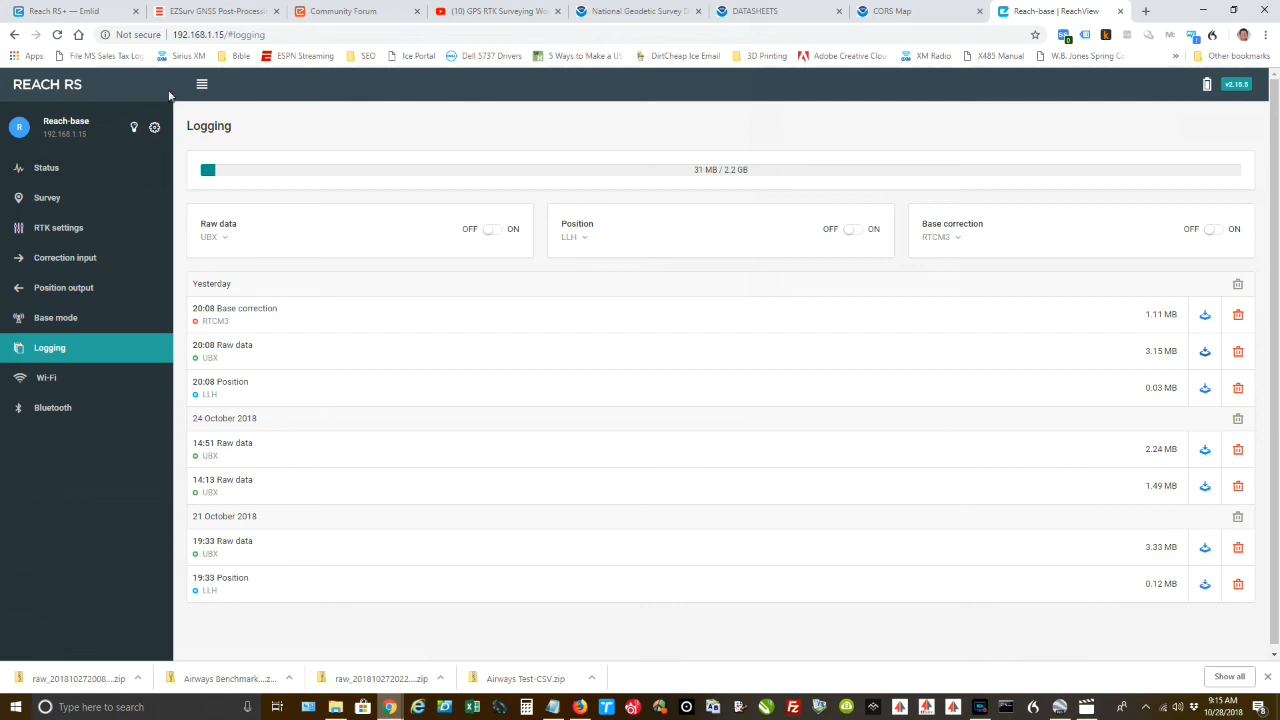 Reach RS+ — Emlid
EZSurv GNSS Post-Processi
Community Forum
(10) GPS RTK Surveying Wo
National Geodetic Survey D
DATASHEETS
CORS Map
Reach-base | ReachView
Not secure | 192.168.1.15/#logging
Apps
File MS Sales Tax Log
Sirius XM
Bible
ESPN Streaming
SEO
Ice Portal
Dell 5737 Drivers
5 Ways to Make a US
DirtCheap Ice Email
3D Printing
Adobe Creative Cloud
XM Radio
X485 Manual
W.B. Jones Spring Co
Other bookmarks
REACH RS
v2.15.5
R
Reach-base
192.168.1.15
Status
Survey
RTK settings
Correction input
Position output
Base mode
Logging
Wi-Fi
Bluetooth
Logging
31 MB / 2.2 GB
Raw data
UBX
OFF ON
Position
LLH
OFF ON
Base correction
RTCM3
OFF ON
Yesterday
20:08 Base correction
RTCM3
1.11 MB
20:08 Raw data
UBX
3.15 MB
20:08 Position
LLH
0.03 MB
24 October 2018
14:51 Raw data
UBX
2.24 MB
14:13 Raw data
UBX
1.49 MB
21 October 2018
19:33 Raw data
UBX
3.33 MB
19:33 Position
LLH
0.12 MB
raw_201810272008....zip
Airways Benchmark....z...
raw_201810272022....zip
Airways Test-CSV.zip
Show all
Type here to search
9:15 AM
10/28/2018